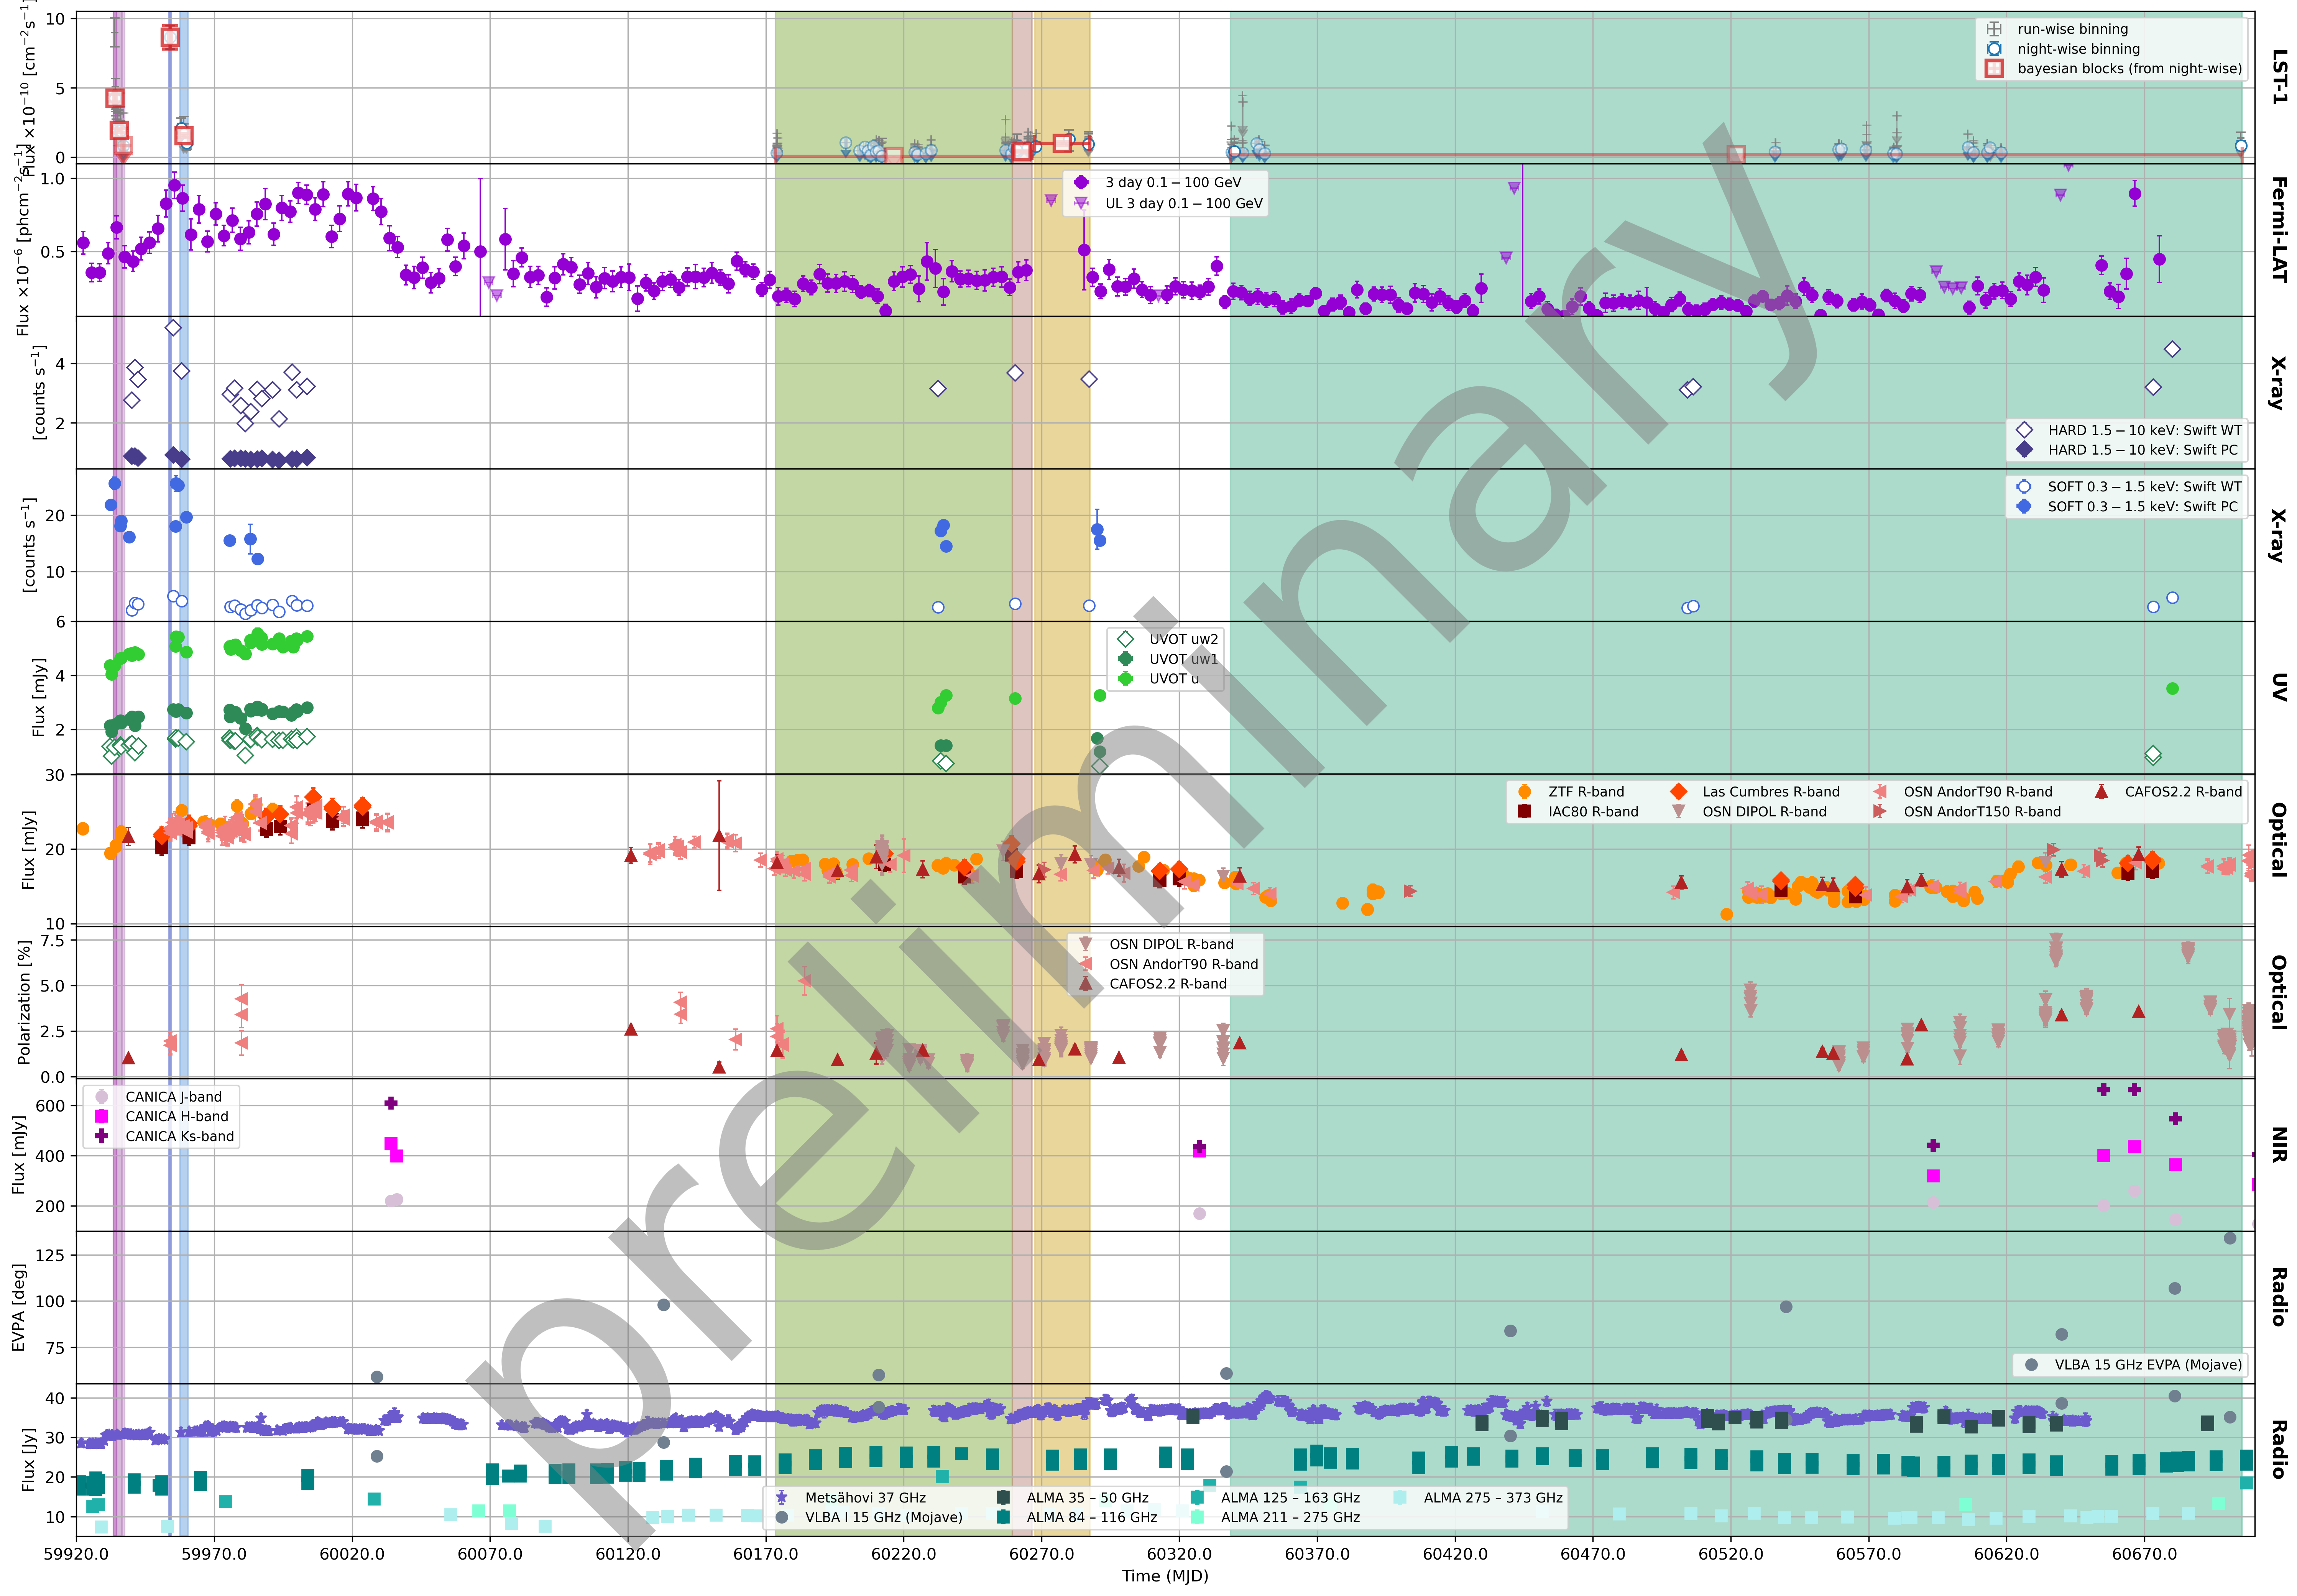 10
5
0
Flux ×10⁻¹⁰ [cm⁻²s⁻¹]
run-wise binning
night-wise binning
bayesian blocks (from night-wise)
LST-1
1.0
0.5
Flux ×10⁻⁶ [phcm⁻²s⁻¹]
3 day 0.1 − 100 GeV
UL 3 day 0.1 − 100 GeV
Fermi-LAT
4
2
[counts s⁻¹]
HARD 1.5 − 10 keV: Swift WT
HARD 1.5 − 10 keV: Swift PC
X-ray
20
10
[counts s⁻¹]
SOFT 0.3 − 1.5 keV: Swift WT
SOFT 0.3 − 1.5 keV: Swift PC
X-ray
6
4
2
Flux [mJy]
UVOT uw2
UVOT uw1
UVOT u
UV
30
20
10
Flux [mJy]
ZTF R-band
IAC80 R-band
Las Cumbres R-band
OSN DIPOL R-band
OSN AndorT90 R-band
OSN AndorT150 R-band
CAFOS2.2 R-band
Optical
7.5
5.0
2.5
0.0
Polarization [%]
OSN DIPOL R-band
OSN AndorT90 R-band
CAFOS2.2 R-band
Optical
600
400
200
Flux [mJy]
CANICA J-band
CANICA H-band
CANICA Ks-band
NIR
125
100
75
EVPA [deg]
VLBA 15 GHz EVPA (Mojave)
Radio
40
30
20
10
Flux [Jy]
Metsähovi 37 GHz
VLBA I 15 GHz (Mojave)
ALMA 35 – 50 GHz
ALMA 84 – 116 GHz
ALMA 125 – 163 GHz
ALMA 211 – 275 GHz
ALMA 275 – 373 GHz
Radio
59920.0 59970.0 60020.0 60070.0 60120.0 60170.0 60220.0 60270.0 60320.0 60370.0 60420.0 60470.0 60520.0 60570.0 60620.0 60670.0
Time (MJD)
preliminary